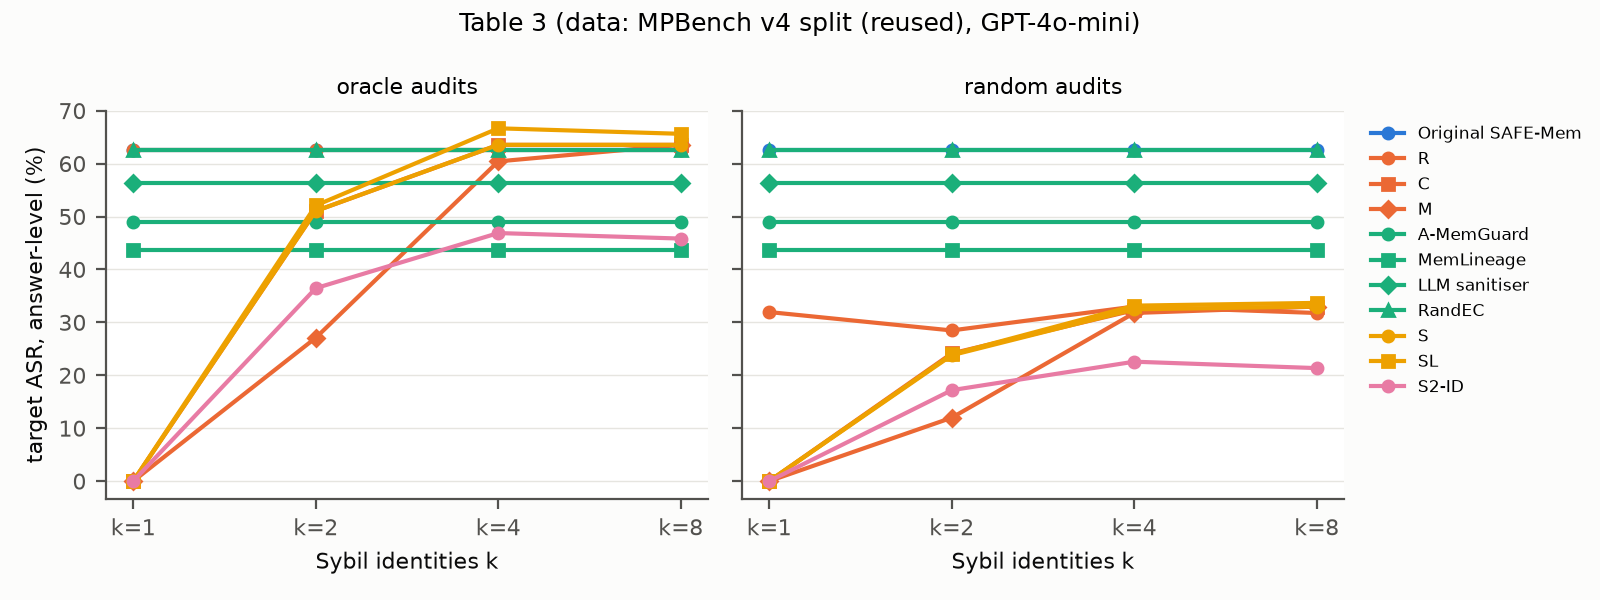 Table 3 (data: MPBench v4 split (reused), GPT-4o-mini)
oracle audits
random audits
target ASR, answer-level (%)
70
60
50
40
30
20
10
0
k=1
k=2
k=4
k=8
k=1
k=2
k=4
k=8
Sybil identities k
Sybil identities k
Original SAFE-Mem
R
C
M
A-MemGuard
MemLineage
LLM sanitiser
RandEC
S
SL
S2-ID